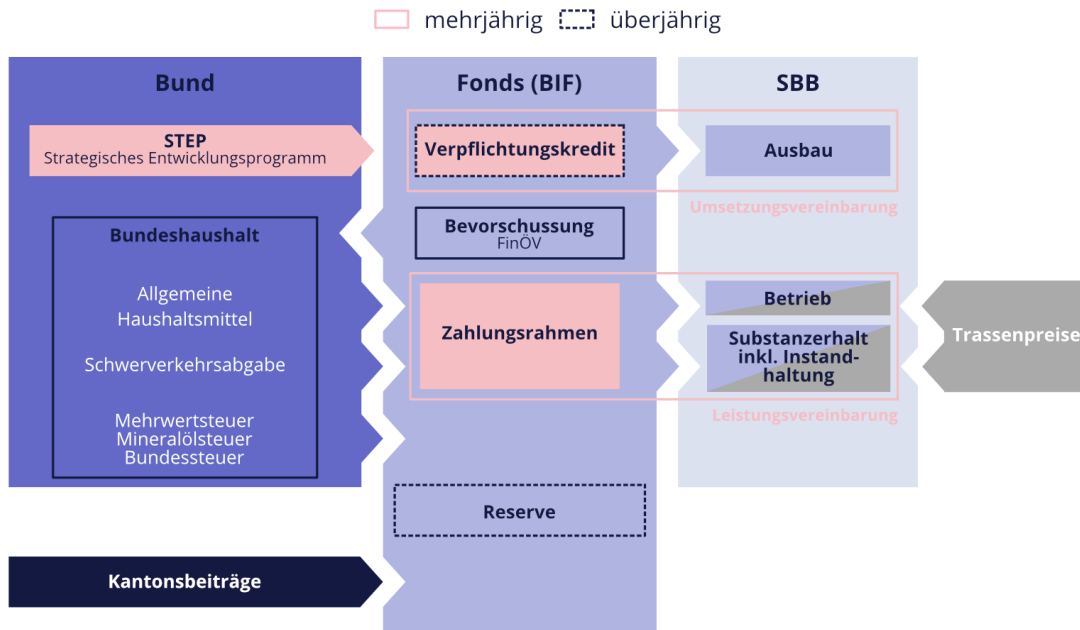 mehrjährig
überjährig
Bund
STEP
Strategisches Entwicklungsprogramm
Bundeshaushalt
Allgemeine
Haushaltsmittel
Schwerverkehrsabgabe
Mehrwertsteuer
Mineralölsteuer
Bundessteuer
Kantonsbeiträge
Fonds (BIF)
Verpflichtungskredit
Bevorschussung
FinÖV
Zahlungsrahmen
Reserve
SBB
Ausbau
Umsetzungsvereinbarung
Betrieb
Substanzerhalt
inkl. Instand-
haltung
Leistungsvereinbarung
Trassenpreise